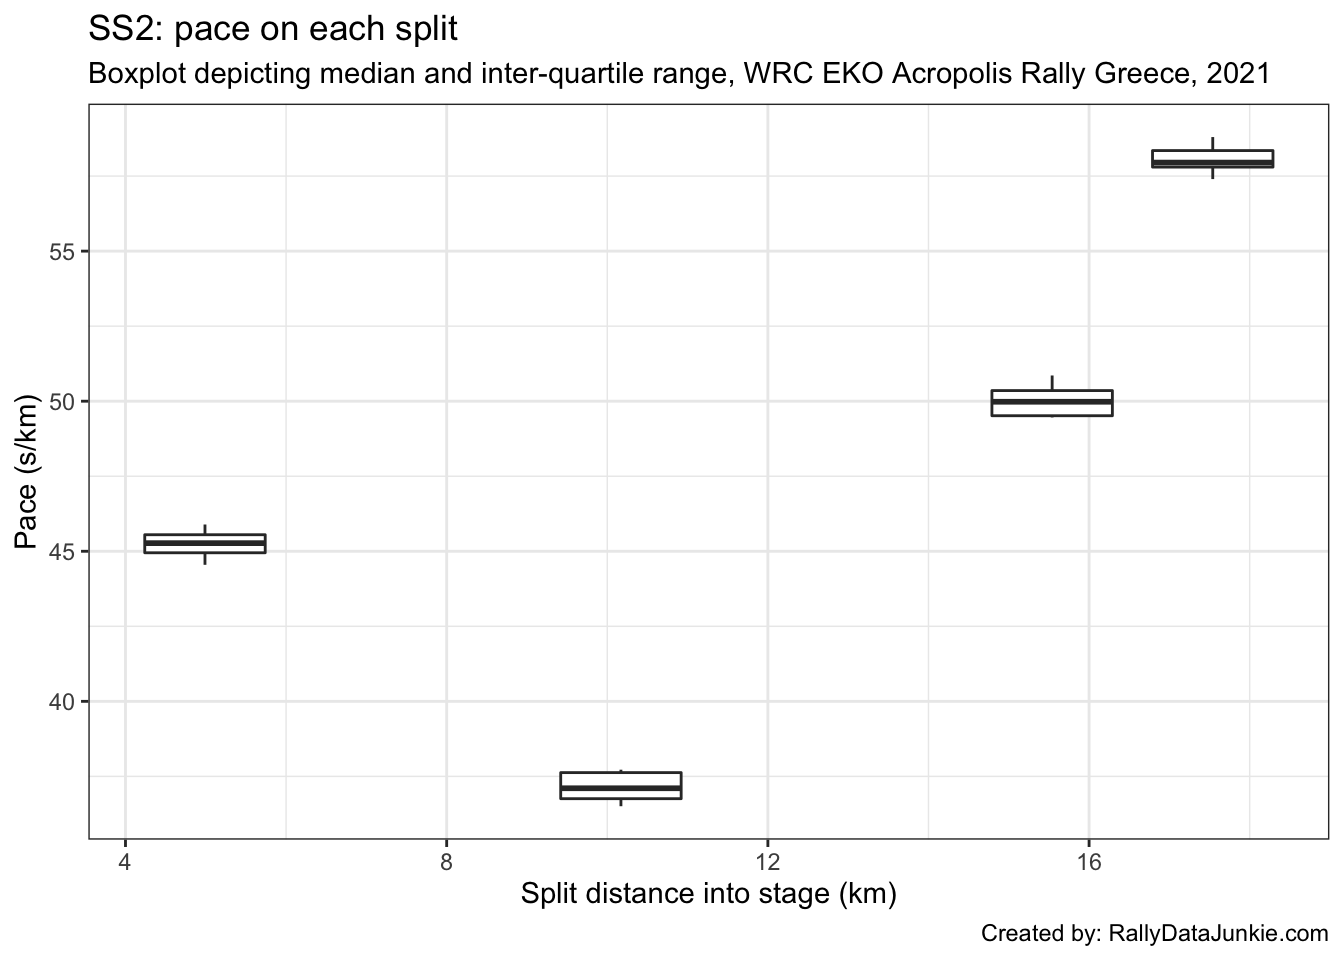 SS2: pace on each split
Boxplot depicting median and inter-quartile range, WRC EKO Acropolis Rally Greece, 2021
Pace (s/km)
55
50
45
40
4 8 12 16
Split distance into stage (km)
Created by: RallyDataJunkie.com